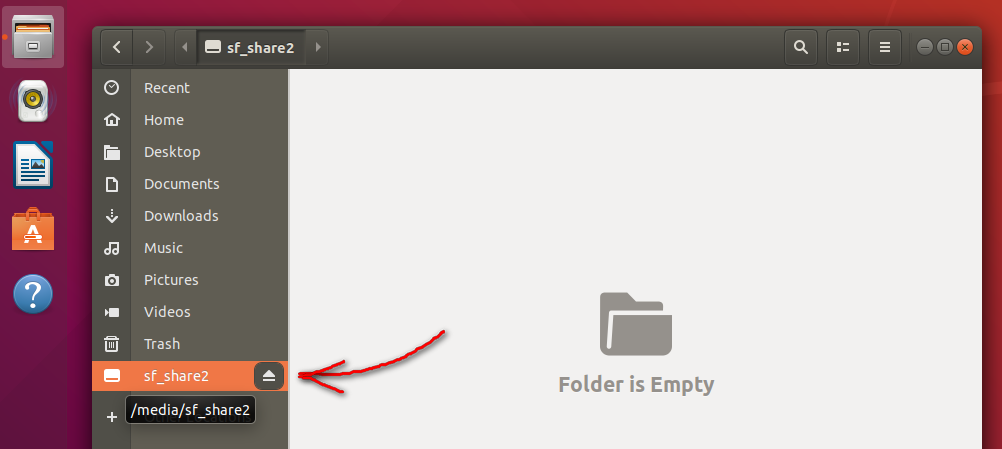 sf_share2
Recent
Home
Desktop
Documents
Downloads
Music
Pictures
Videos
Trash
sf_share2
/media/sf_share2
Folder is Empty